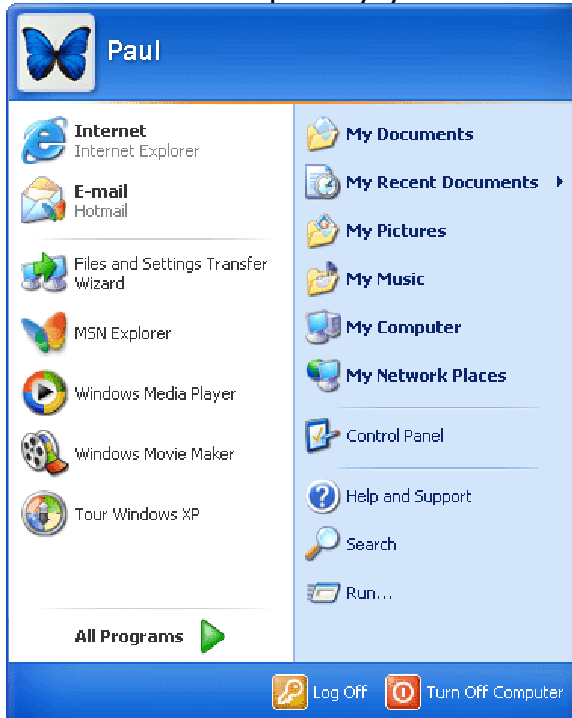 Paul
Internet
Internet Explorer
E-mail
Hotmail
Files and Settings Transfer
Wizard
MSN Explorer
Windows Media Player
Windows Movie Maker
Tour Windows XP
All Programs
My Documents
My Recent Documents
My Pictures
My Music
My Computer
My Network Places
Control Panel
Help and Support
Search
Run...
Log Off
Turn Off Computer